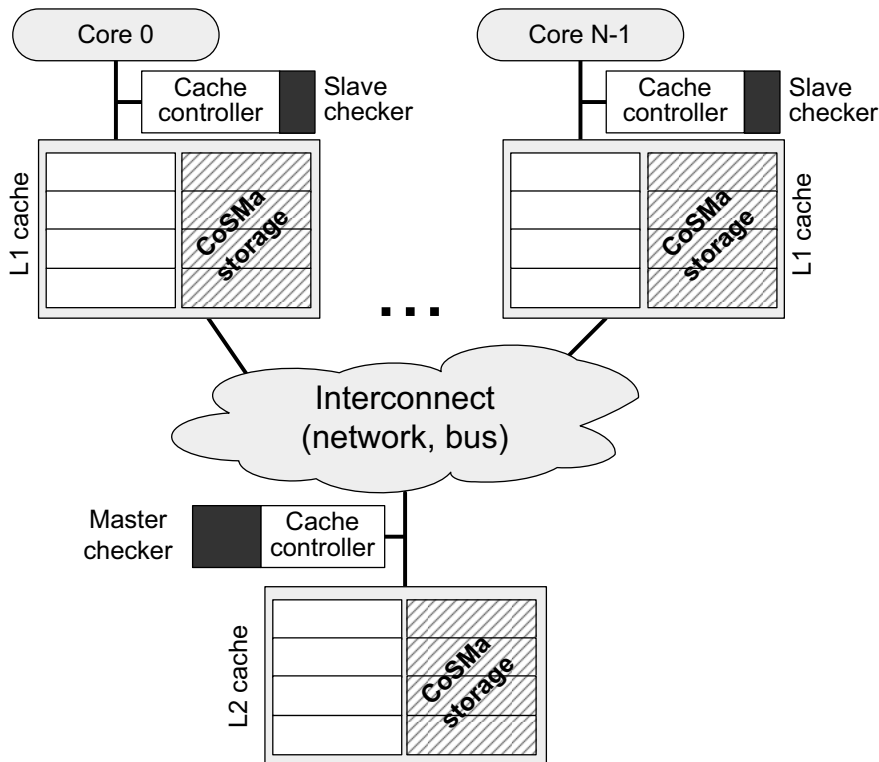 Core 0
Core N-1
Cache
controller
Slave
checker
Cache
controller
Slave
checker
L1 cache
CoSMa
storage
CoSMa
storage
L1 cache
...
Interconnect
(network, bus)
Master
checker
Cache
controller
L2 cache
CoSMa
storage